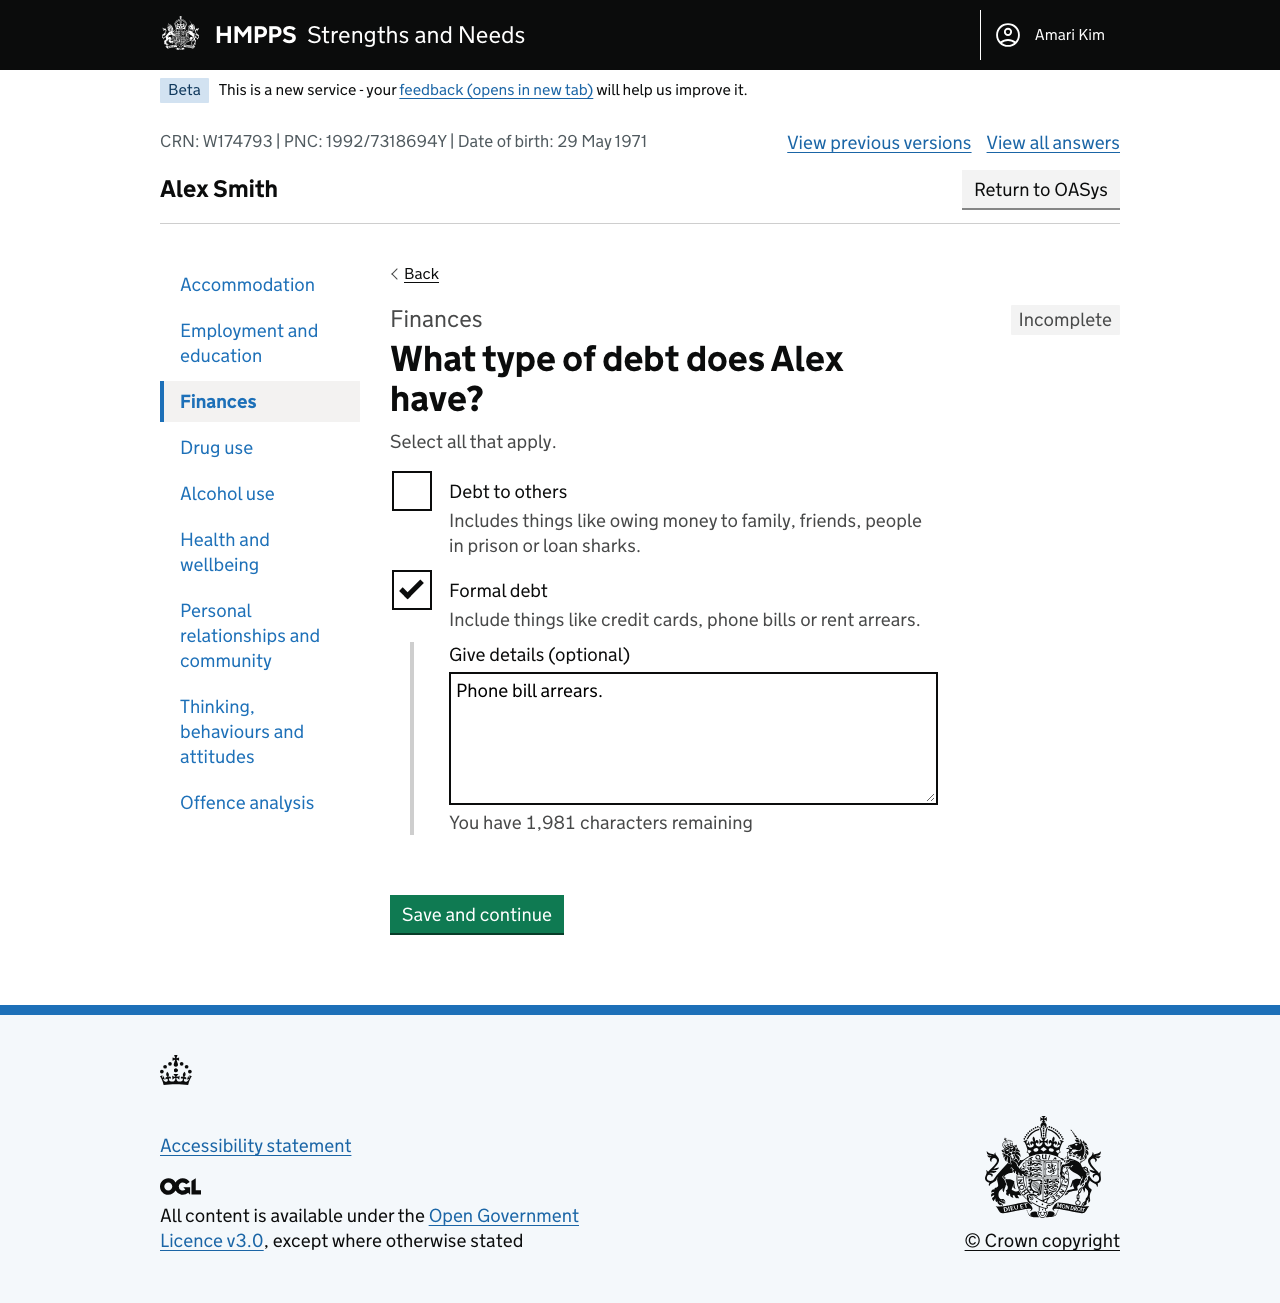 HMPPS Strengths and Needs
Amari Kim
Beta
This is a new service - your feedback (opens in new tab) will help us improve it.
CRN: W174793 | PNC: 1992/7318694Y | Date of birth: 29 May 1971
View previous versions
View all answers
Alex Smith
Return to OASys
Accommodation
Employment and
education
Finances
Drug use
Alcohol use
Health and
wellbeing
Personal
relationships and
community
Thinking,
behaviours and
attitudes
Offence analysis
Back
Finances
Incomplete
What type of debt does Alex
have?
Select all that apply.
Debt to others
Includes things like owing money to family, friends, people
in prison or loan sharks.
Formal debt
Include things like credit cards, phone bills or rent arrears.
Give details (optional)
Phone bill arrears.
You have 1,981 characters remaining
Save and continue
Accessibility statement
OGL
All content is available under the Open Government
Licence v3.0, except where otherwise stated
© Crown copyright